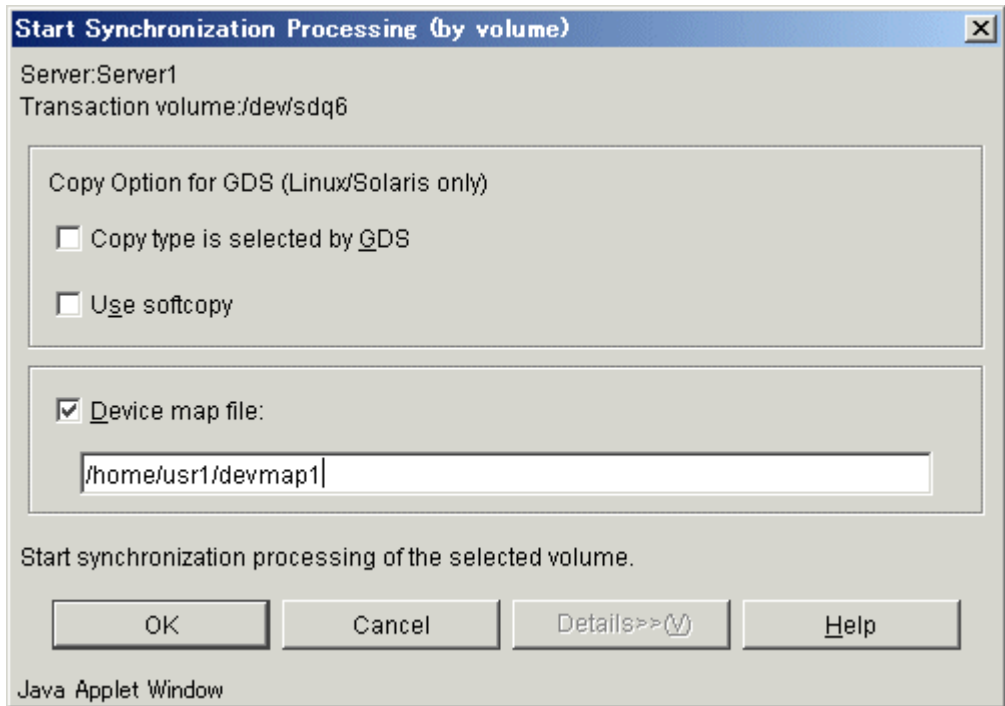 Start Synchronization Processing (by volume)
Server:Server1
Transaction volume:/dev/sdq6
Copy Option for GDS (Linux/Solaris only)
Copy type is selected by GDS
Use softcopy
Device map file:
/home/usr1/devmap1
Start synchronization processing of the selected volume.
OK Cancel Details>>(V) Help
Java Applet Window